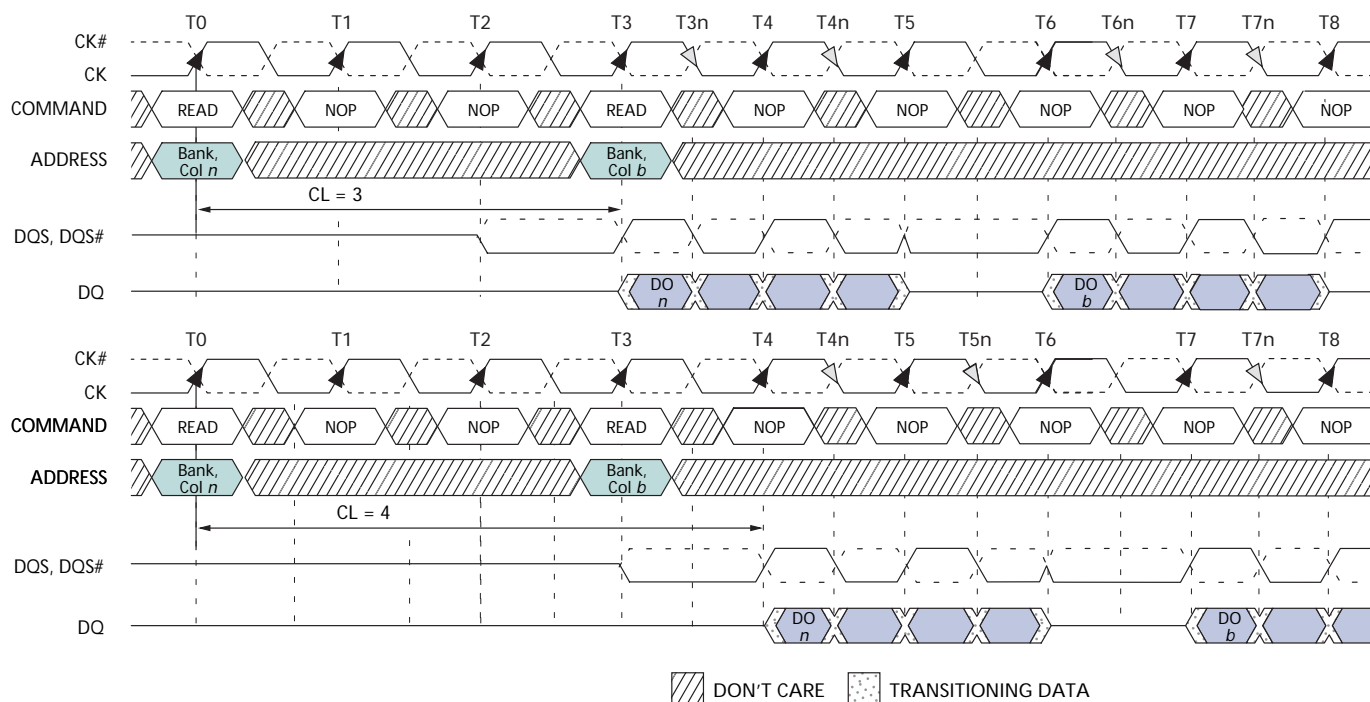 T0 T1 T2 T3 T3n T4 T4n T5 T6 T6n T7 T7n T8
CK#
CK
COMMAND READ NOP NOP READ NOP NOP NOP NOP NOP
ADDRESS Bank, Col n Bank, Col b
CL = 3
DQS, DQS#
DQ DO n DO b
T0 T1 T2 T3 T4 T4n T5 T5n T6 T7 T7n T8
CK#
CK
COMMAND READ NOP NOP READ NOP NOP NOP NOP NOP
ADDRESS Bank, Col n Bank, Col b
CL = 4
DQS, DQS#
DQ DO n DO b
DON'T CARE TRANSITIONING DATA